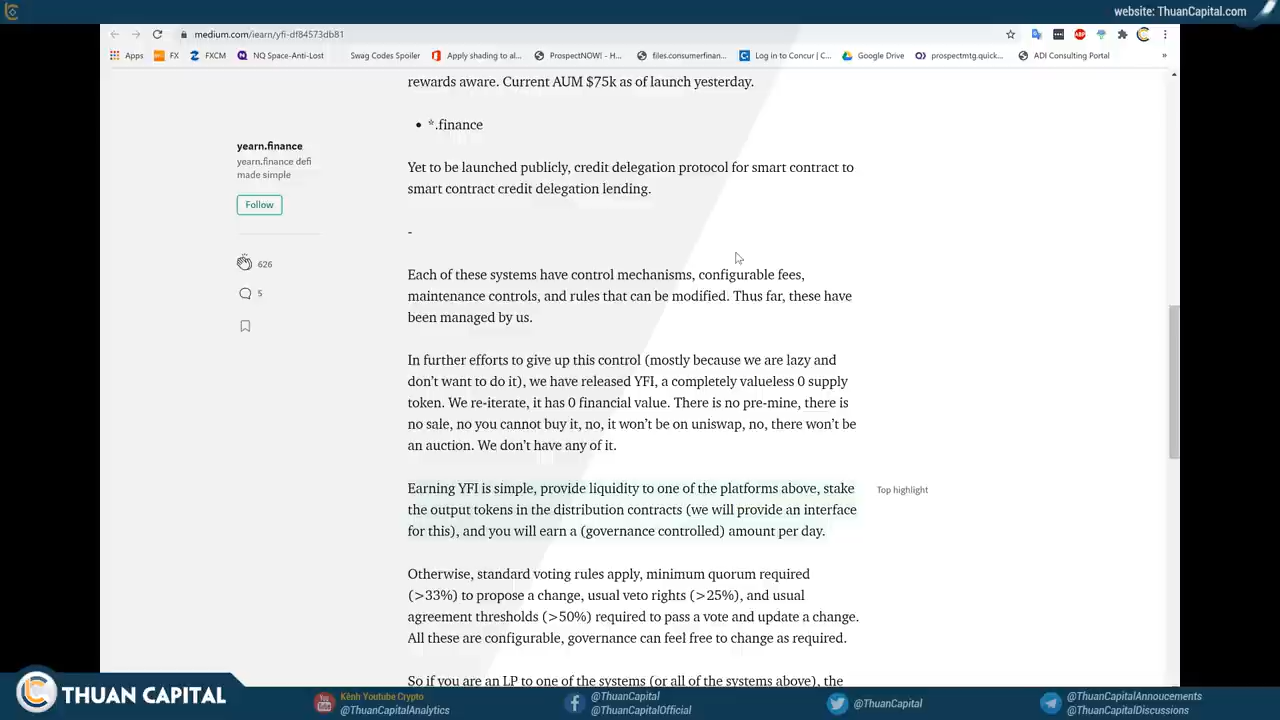 website: ThuanCapital.com
medium.com/iearn/yfi-df84573db81
Apps
FX
FXCM
NQ Space-Anti-Lost
Swag Codes Spoiler
Apply shading to al...
ProspectNOW! - H...
files.consumerfinan...
Log in to Concur | C...
Google Drive
prospectmtg.quick...
ADI Consulting Portal
»
rewards aware. Current AUM $75k as of launch yesterday.
• *.finance
yearn.finance
yearn.finance defi
made simple
Follow
626
5
Yet to be launched publicly, credit delegation protocol for smart contract to
smart contract credit delegation lending.
-
Each of these systems have control mechanisms, configurable fees,
maintenance controls, and rules that can be modified. Thus far, these have
been managed by us.
In further efforts to give up this control (mostly because we are lazy and
don’t want to do it), we have released YFI, a completely valueless 0 supply
token. We re-iterate, it has 0 financial value. There is no pre-mine, there is
no sale, no you cannot buy it, no, it won’t be on uniswap, no, there won’t be
an auction. We don’t have any of it.
Earning YFI is simple, provide liquidity to one of the platforms above, stake
the output tokens in the distribution contracts (we will provide an interface
for this), and you will earn a (governance controlled) amount per day.
Top highlight
Otherwise, standard voting rules apply, minimum quorum required
(>33%) to propose a change, usual veto rights (>25%), and usual
agreement thresholds (>50%) required to pass a vote and update a change.
All these are configurable, governance can feel free to change as required.
So if you are an LP to one of the systems (or all of the systems above), the
THUAN CAPITAL
Kênh Youtube Crypto
@ThuanCapitalAnalytics
@ThuanCapital
@ThuanCapitalOfficial
@ThuanCapital
@ThuanCapitalAnnoucements
@ThuanCapitalDiscussions